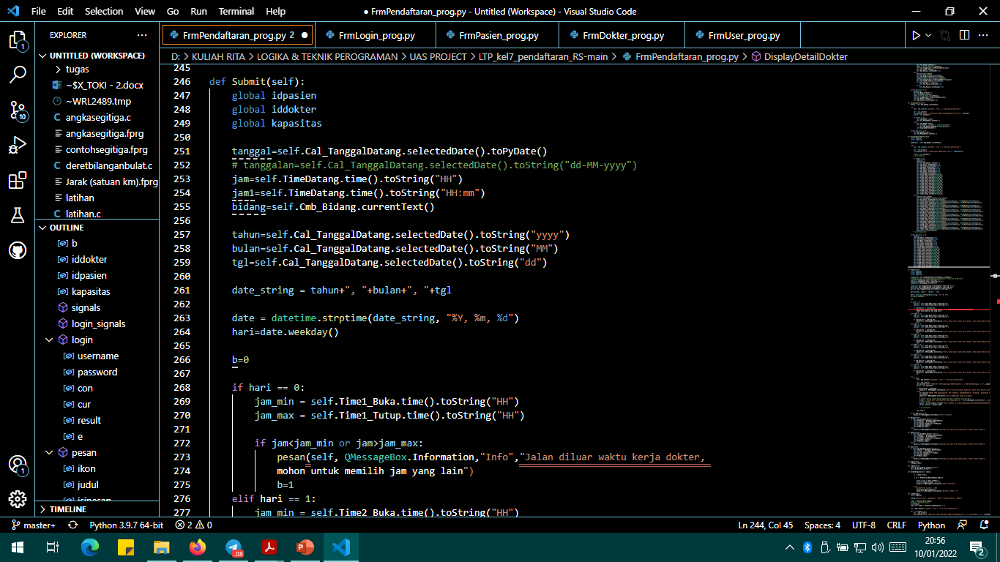 File Edit Selection View Go Run Terminal Help
● FrmPendaftaran_prog.py - Untitled (Workspace) - Visual Studio Code
EXPLORER ···
FrmPendaftaran_prog.py 2 ●
FrmLogin_prog.py
FrmPasien_prog.py
FrmDokter_prog.py
FrmUser_prog.py
D: > KULIAH RITA > LOGIKA & TEKNIK PEROGRAMAN > UAS PROJECT > LTP_kel7_pendaftaran_RS-main > FrmPendaftaran_prog.py > DisplayDetailDokter
UNTITLED (WORKSPACE)
tugas
~$X_TOKI - 2.docx
~WRL2489.tmp
C angkasegitiga.c
angkasegitiga.fprg
contohsegitiga.fprg
C deretbilanganbulat.c
Jarak (satuan km).fprg
latihan
C latihan.c
OUTLINE
b
iddokter
idpasien
kapasitas
signals
login_signals
login
username
password
con
cur
result
e
pesan
ikon
judul
TIMELINE
1
10
1
245
246 def Submit(self):
247 global idpasien
248 global iddokter
249 global kapasitas
250
251 tanggal=self.Cal_TanggalDatang.selectedDate().toPyDate()
252 # tanggalan=self.Cal_TanggalDatang.selectedDate().toString("dd-MM-yyyy")
253 jam=self.TimeDatang.time().toString("HH")
254 jam1=self.TimeDatang.time().toString("HH:mm")
255 bidang=self.Cmb_Bidang.currentText()
256
257 tahun=self.Cal_TanggalDatang.selectedDate().toString("yyyy")
258 bulan=self.Cal_TanggalDatang.selectedDate().toString("MM")
259 tgl=self.Cal_TanggalDatang.selectedDate().toString("dd")
260
261 date_string = tahun+", "+bulan+", "+tgl
262
263 date = datetime.strptime(date_string, "%Y, %m, %d")
264 hari=date.weekday()
265
266 b=0
267
268 if hari == 0:
269 jam_min = self.Time1_Buka.time().toString("HH")
270 jam_max = self.Time1_Tutup.time().toString("HH")
271
272 if jam<jam_min or jam>jam_max:
273 pesan(self, QMessageBox.Information,"Info","Jalan diluar waktu kerja dokter,
274 mohon untuk memilih jam yang lain")
275 b=1
276 elif hari == 1:
277 jam_min = self.Time2_Buka.time().toString("HH")
master+ Python 3.9.7 64-bit 2 0 Ln 244, Col 45 Spaces: 4 UTF-8 CRLF Python
.08
20:56
10/01/2022
2